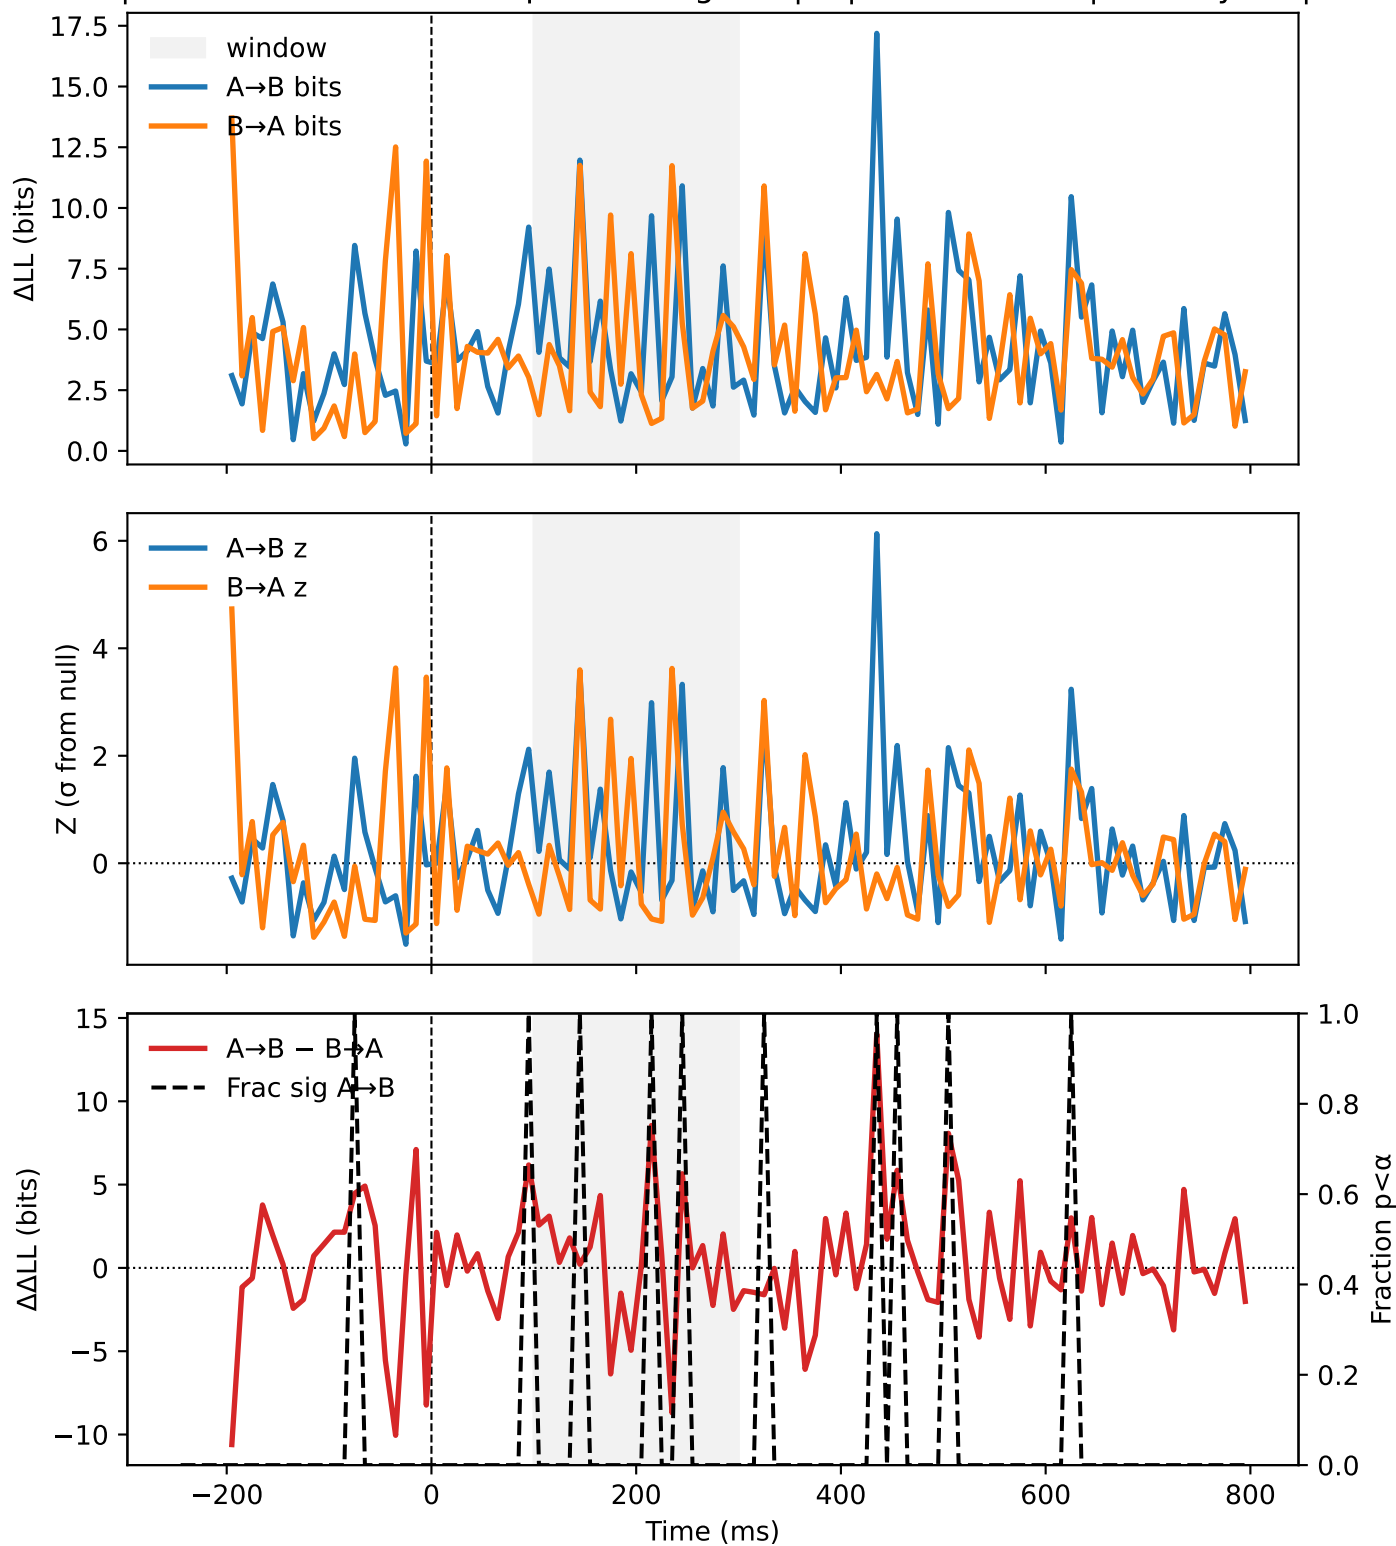 17.5
15.0
12.5
10.0
7.5
5.0
2.5
0.0
ΔLL (bits)
window
A→B bits
B→A bits
6
4
2
0
Z (σ from null)
A→B z
B→A z
15
10
5
0
−5
−10
ΔΔLL (bits)
A→B − B→A
Frac sig A→B
1.0
0.8
0.6
0.4
0.2
0.0
Fraction p<α
−200
0
200
400
600
800
Time (ms)